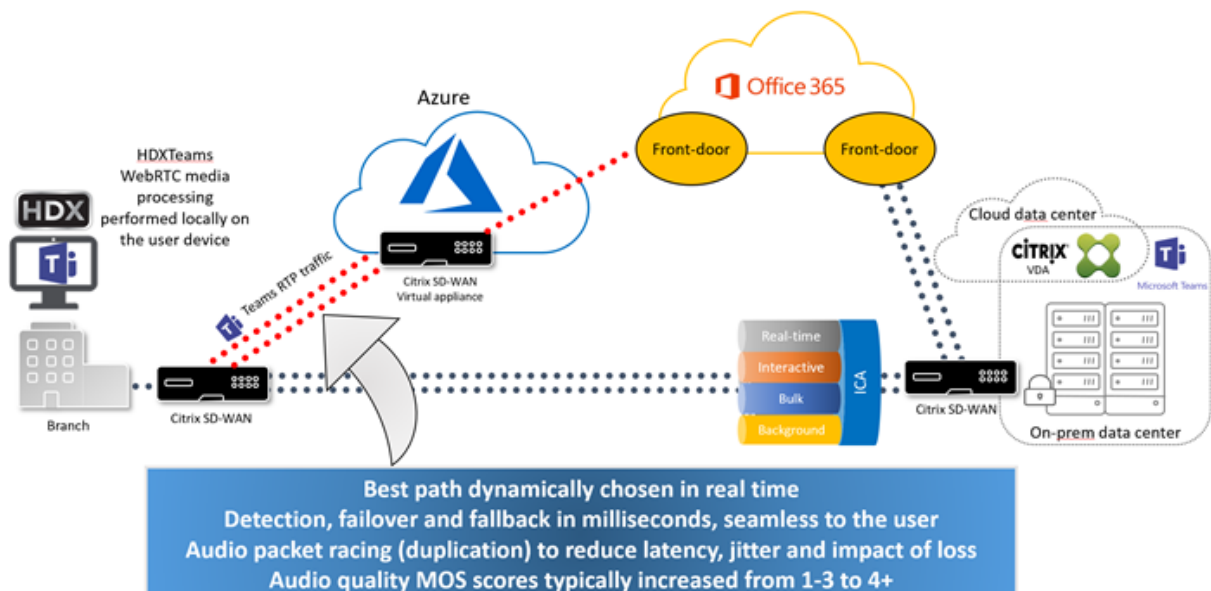 Azure
Office 365
Front-door
Front-door
HDXTeams
WebRTC media
processing
performed locally on
the user device
HDX
Cloud data center
CİTRIX
VDA
Microsoft Teams
Teams RTP traffic
Citrix SD-WAN
Virtual appliance
Real-time
Interactive
Bulk
Background
ICA
Branch
Citrix SD-WAN
Citrix SD-WAN
On-prem data center
Best path dynamically chosen in real time
Detection, failover and fallback in milliseconds, seamless to the user
Audio packet racing (duplication) to reduce latency, jitter and impact of loss
Audio quality MOS scores typically increased from 1-3 to 4+